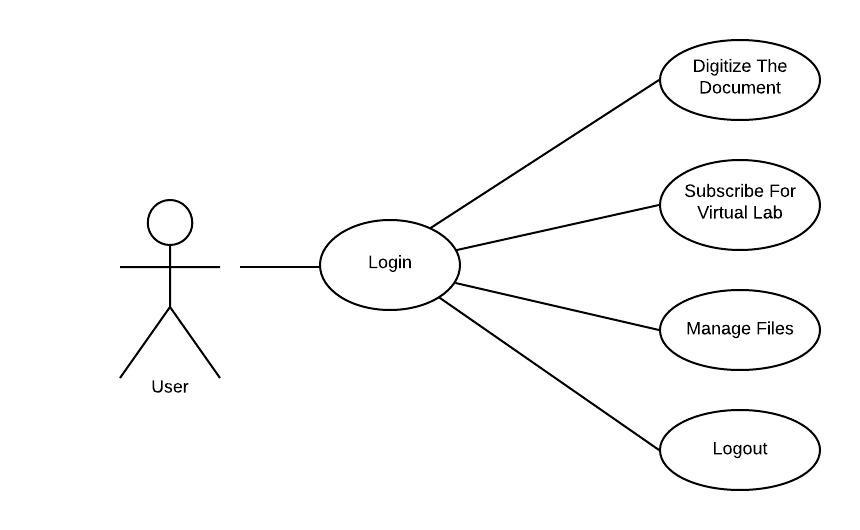 Digitize The
Document
Subscribe For
Virtual Lab
Login
Manage Files
User
Logout